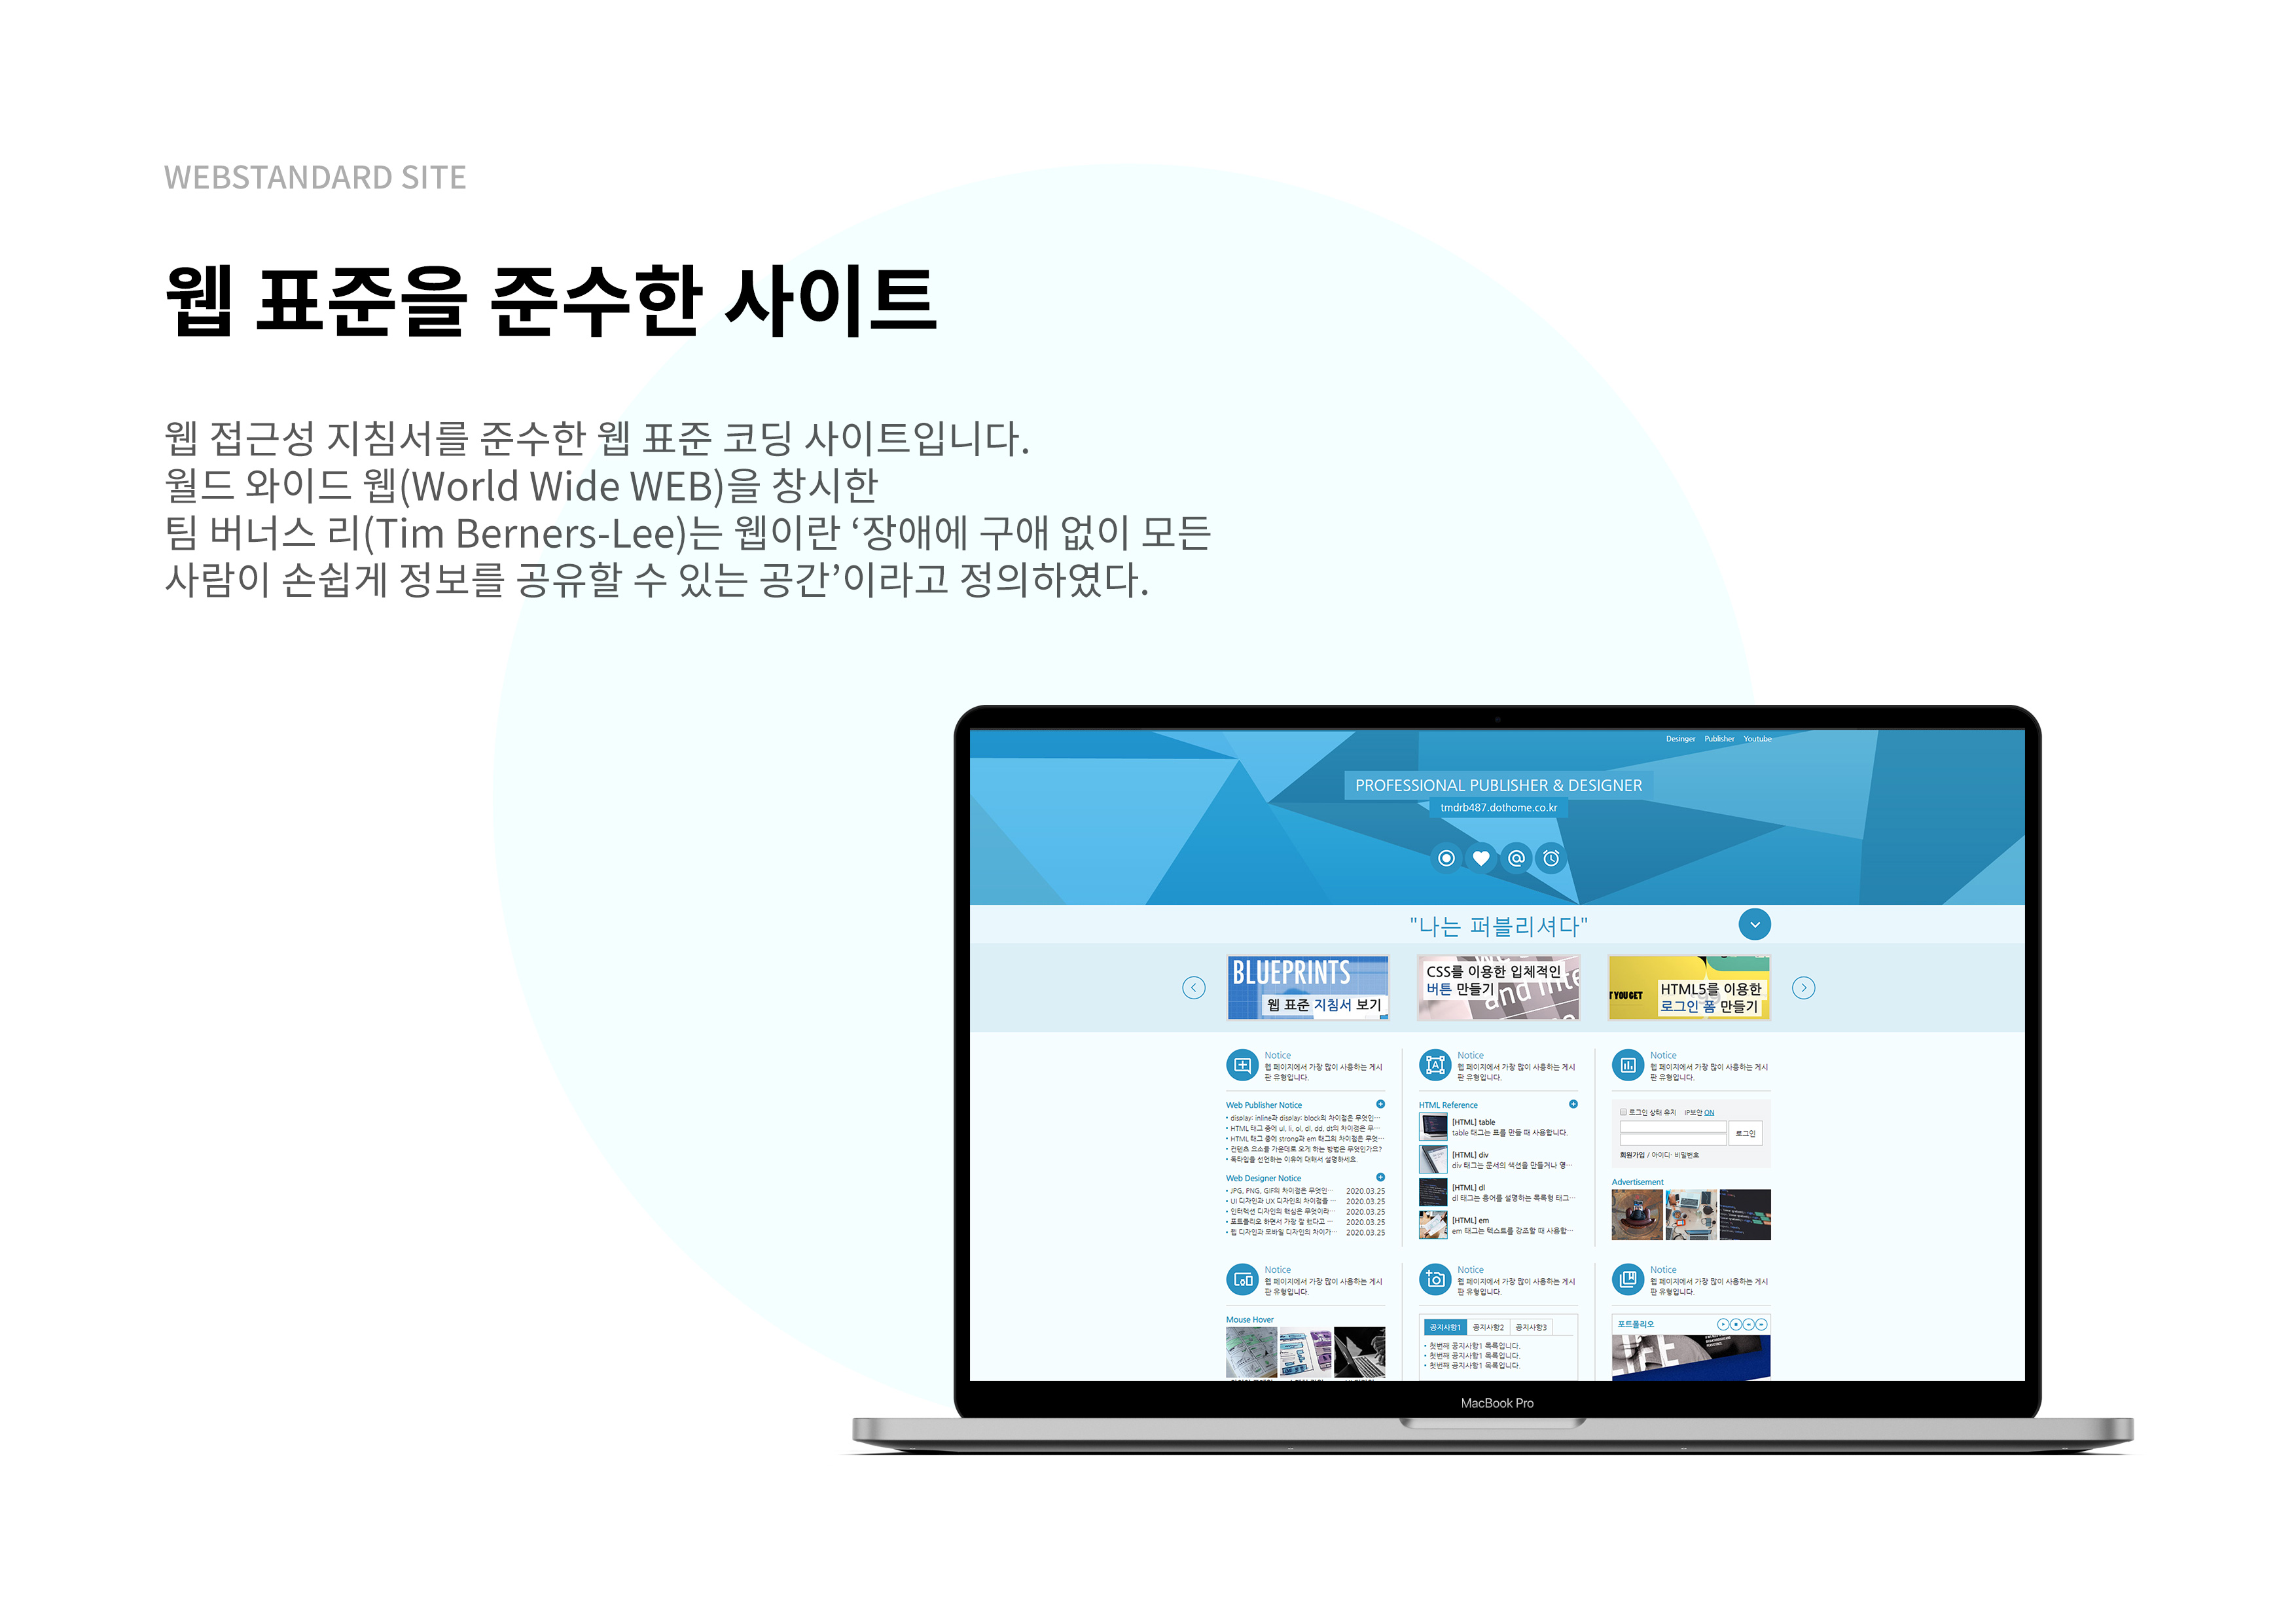 WEBSTANDARD SITE
웹 표준을 준수한 사이트
웹 접근성 지침서를 준수한 웹 표준 코딩 사이트입니다.
월드 와이드 웹(World Wide WEB)을 창시한
팀 버너스 리(Tim Berners-Lee)는 웹이란 ‘장애에 구애 없이 모든
사람이 손쉽게 정보를 공유할 수 있는 공간’이라고 정의하였다.
Desinger Publisher Youtube
PROFESSIONAL PUBLISHER & DESIGNER
tmdrb487.dothome.co.kr
"나는 퍼블리셔다"
BLUEPRINTS
웹 표준 지침서 보기
CSS를 이용한 입체적인
버튼 만들기
and inte
T YOU GET
HTML5를 이용한
로그인 폼 만들기
Notice
웹 페이지에서 가장 많이 사용하는 게시
판 유형입니다.
Web Publisher Notice
display: inline과 display: block의 차이점은 무엇인…
HTML 태그 중에 ul, li, ol, dl, dd, dt의 차이점은 무…
HTML 태그 중에 strong과 em 태그의 차이점은 무엇…
컨텐츠 요소를 가운데로 오게 하는 방법은 무엇인가요?
독타입을 선언하는 이유에 대해서 설명하세요.
Web Designer Notice
JPG, PNG, GIF의 차이점은 무엇인… 2020.03.25
UI 디자인과 UX 디자인의 차이점을 … 2020.03.25
인터렉션 디자인의 핵심은 무엇이라… 2020.03.25
포트폴리오 하면서 가장 잘 했다고 … 2020.03.25
웹 디자인과 모바일 디자인의 차이가… 2020.03.25
Notice
웹 페이지에서 가장 많이 사용하는 게시
판 유형입니다.
HTML Reference
[HTML] table
table 태그는 표를 만들 때 사용합니다.
[HTML] div
div 태그는 문서의 섹션을 만들거나 영…
[HTML] dl
dl 태그는 용어를 설명하는 목록형 태그…
[HTML] em
em 태그는 텍스트를 강조할 때 사용합…
Notice
웹 페이지에서 가장 많이 사용하는 게시
판 유형입니다.
로그인 상태 유지 IP보안 ON
로그인
회원가입 / 아이디· 비밀번호
Advertisement
Notice
웹 페이지에서 가장 많이 사용하는 게시
판 유형입니다.
Mouse Hover
Notice
웹 페이지에서 가장 많이 사용하는 게시
판 유형입니다.
공지사항1 공지사항2 공지사항3
첫번째 공지사항1 목록입니다.
첫번째 공지사항1 목록입니다.
첫번째 공지사항1 목록입니다.
Notice
웹 페이지에서 가장 많이 사용하는 게시
판 유형입니다.
포트폴리오
LIFE
MacBook Pro